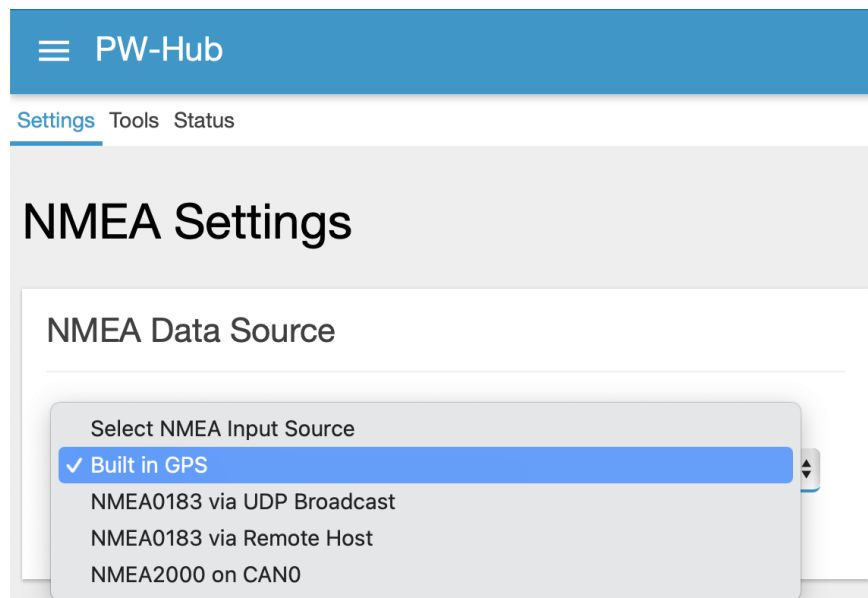 PW-Hub
Settings Tools Status
NMEA Settings
NMEA Data Source
Select NMEA Input Source
Built in GPS
NMEA0183 via UDP Broadcast
NMEA0183 via Remote Host
NMEA2000 on CAN0